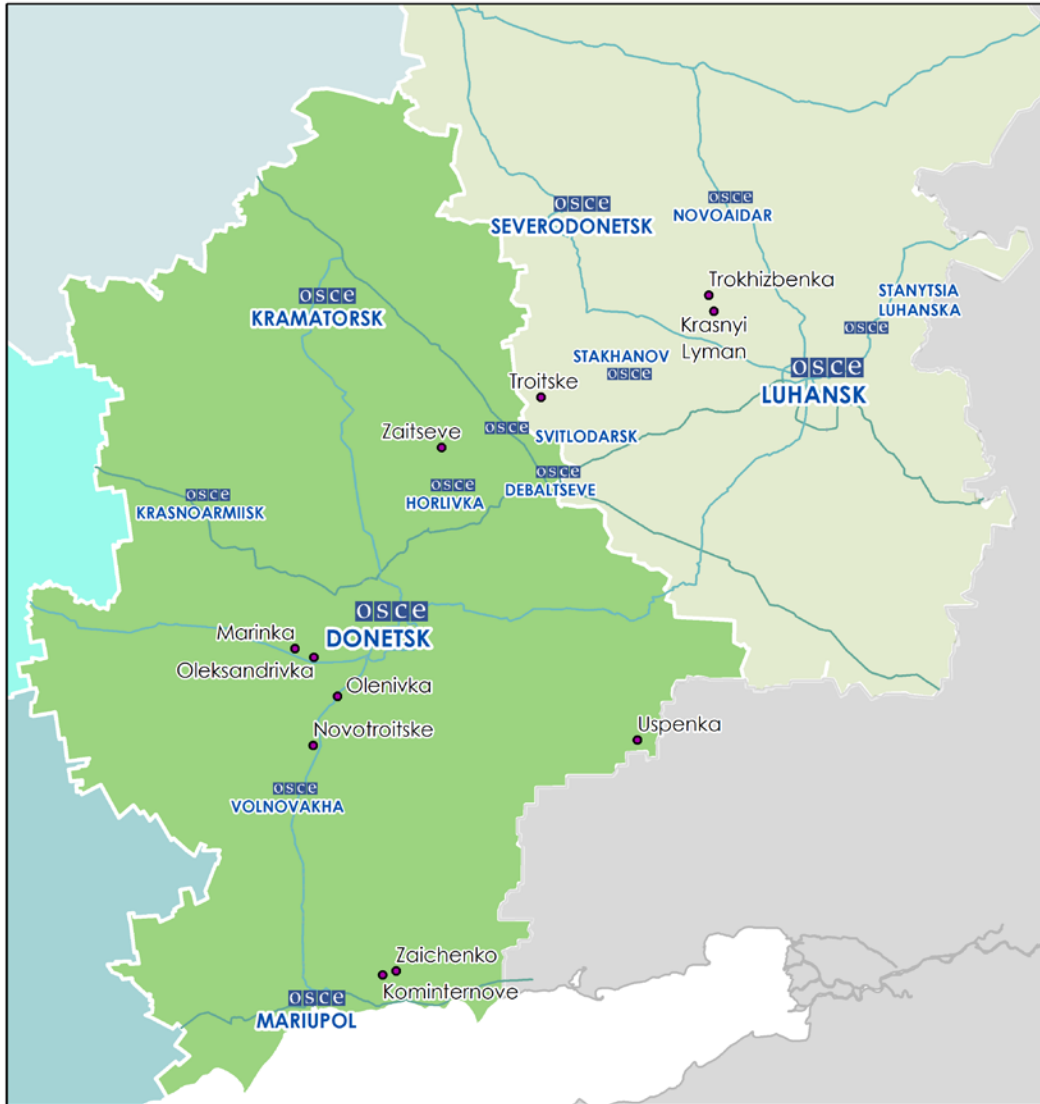 osce
SEVERODONETSK
osce
NOVOAIDAR
Trokhizbenka
Krasnyi
Lyman
STANYTSIA
LUHANSKA
osce
osce
KRAMATORSK
STAKHANOV
osce
osce
LUHANSK
Troitske
Zaitseve
osce
SVITLODARSK
osce
HORLIVKA
osce
DEBALTSEVE
osce
KRASNOARMIISK
osce
DONETSK
Marinka
Oleksandrivka
Olenivka
Novotroitske
Uspenka
osce
VOLNOVAKHA
Zaichenko
Kominternove
osce
MARIUPOL